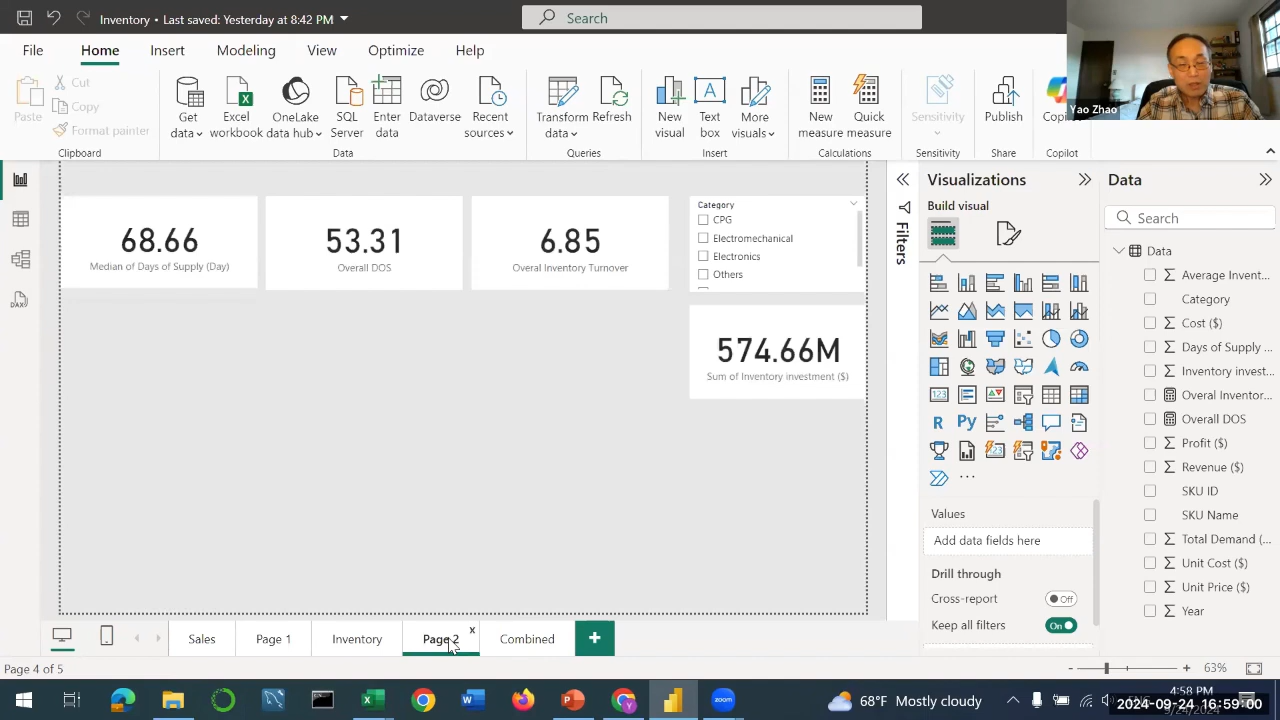 Inventory • Last saved: Yesterday at 8:42 PM
Search
File
Home
Insert
Modeling
View
Optimize
Help
Paste
Cut
Copy
Format painter
Clipboard
Get data
Excel workbook
OneLake data hub
SQL Server
Enter data
Dataverse
Recent sources
Data
Transform data
Refresh
Queries
New visual
Text box
More visuals
Insert
New measure
Quick measure
Calculations
Sensitivity
Sensitivity
Publish
Share
Copilot
Yao Zhao
68.66
Median of Days of Supply (Day)
53.31
Overall DOS
6.85
Overal Inventory Turnover
Category
CPG
Electromechanical
Electronics
Others
574.66M
Sum of Inventory investment ($)
Filters
Visualizations
Build visual
R
Py
123
...
Values
Add data fields here
Drill through
Cross-report
Off
Keep all filters
On
Data
Search
Data
Average Invent...
Category
Cost ($)
Days of Supply ...
Inventory invest...
Overal Inventor...
Overall DOS
Profit ($)
Revenue ($)
SKU ID
SKU Name
Total Demand (...
Unit Cost ($)
Unit Price ($)
Year
Sales
Page 1
Inventory
Page 2
Combined
Page 4 of 5
63%
68°F Mostly cloudy
4:58 PM
2024-09-24 16:59:00